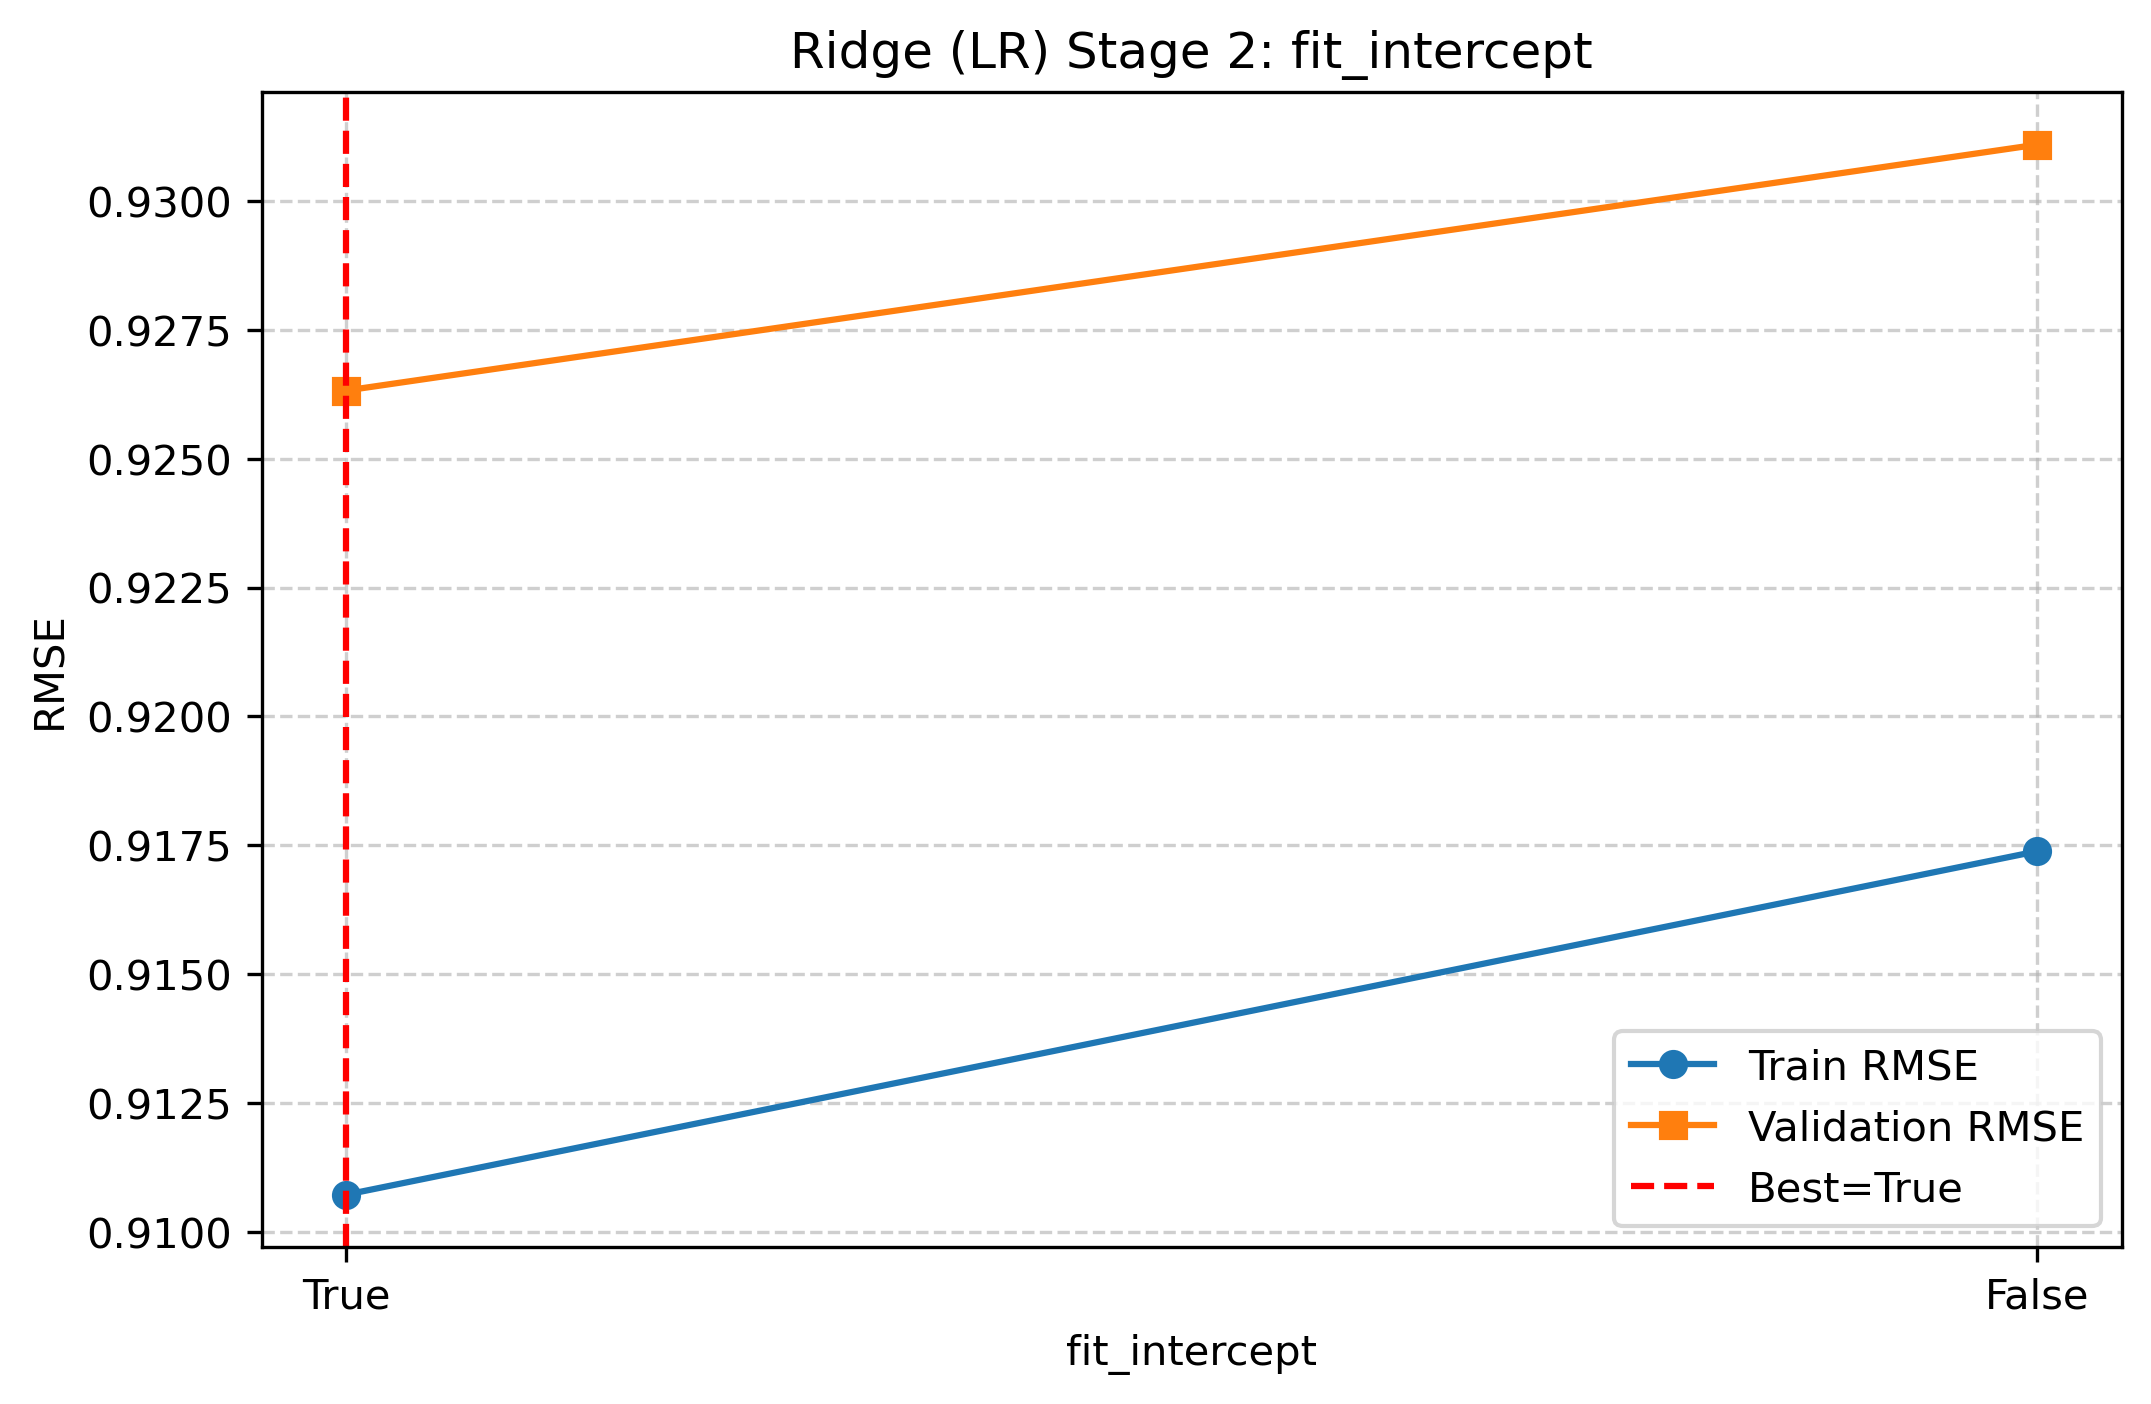 Ridge (LR) Stage 2: fit_intercept
0.9300
0.9275
0.9250
0.9225
0.9200
0.9175
0.9150
0.9125
0.9100
RMSE
Train RMSE
Validation RMSE
Best=True
True
False
fit_intercept